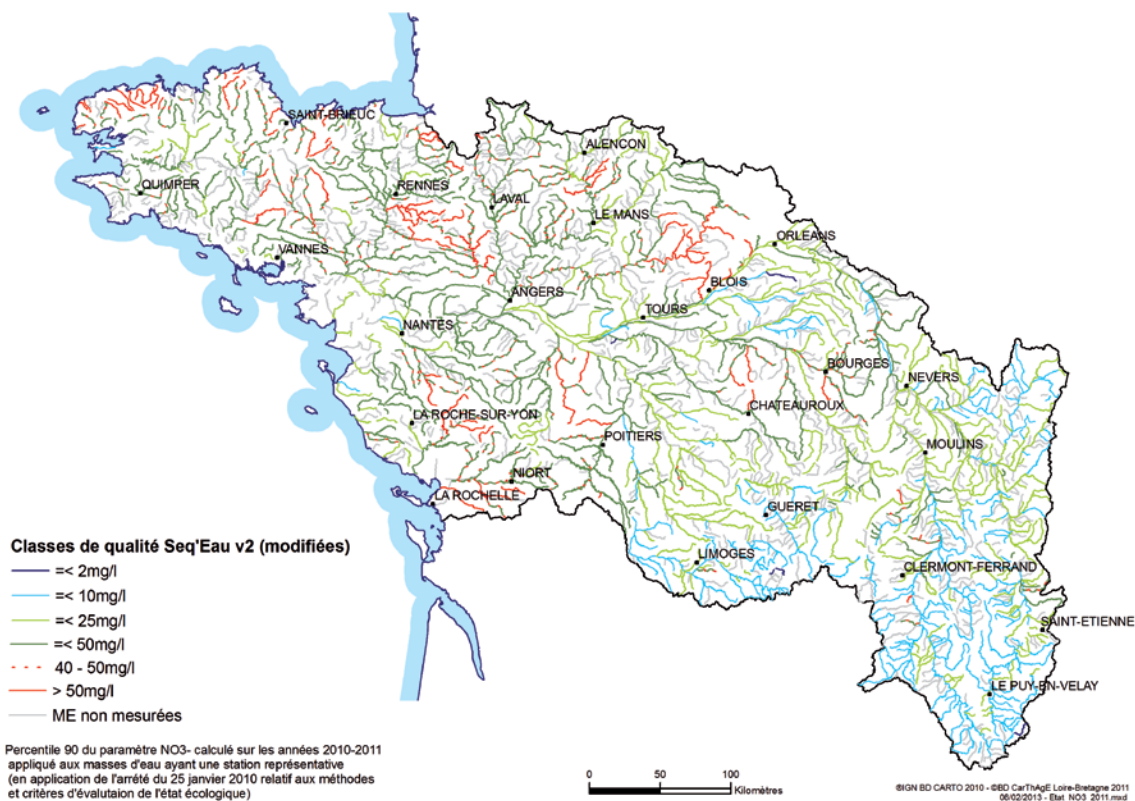 SAINT-BRIEUC
ALENCON
QUIMPER
RENNES
LAVAL
LE MANS
ORLEANS
VANNES
BLOIS
ANGERS
TOURS
NANTES
BOURGES
NEVERS
CHATEAUROUX
LA ROCHE-SUR-YON
POITIERS
MOULINS
NIORT
LA ROCHELLE
GUERET
LIMOGES
CLERMONT-FERRAND
SAINT-ETIENNE
LE PUY-EN-VELAY
Classes de qualité Seq'Eau v2 (modifiées)
=< 2mg/l
=< 10mg/l
=< 25mg/l
=< 50mg/l
40 - 50mg/l
> 50mg/l
ME non mesurées
Percentile 90 du paramètre NO3- calculé sur les années 2010-2011
appliqué aux masses d'eau ayant une station représentative
(en application de l'arrêté du 25 janvier 2010 relatif aux méthodes
et critères d'évalutaion de l'état écologique)
0 50 100
Kilomètres
©IGN BD CARTO 2010 - ©BD CarThAgE Loire-Bretagne 2011
06/02/2013 - Etat_NO3_2011.mxd